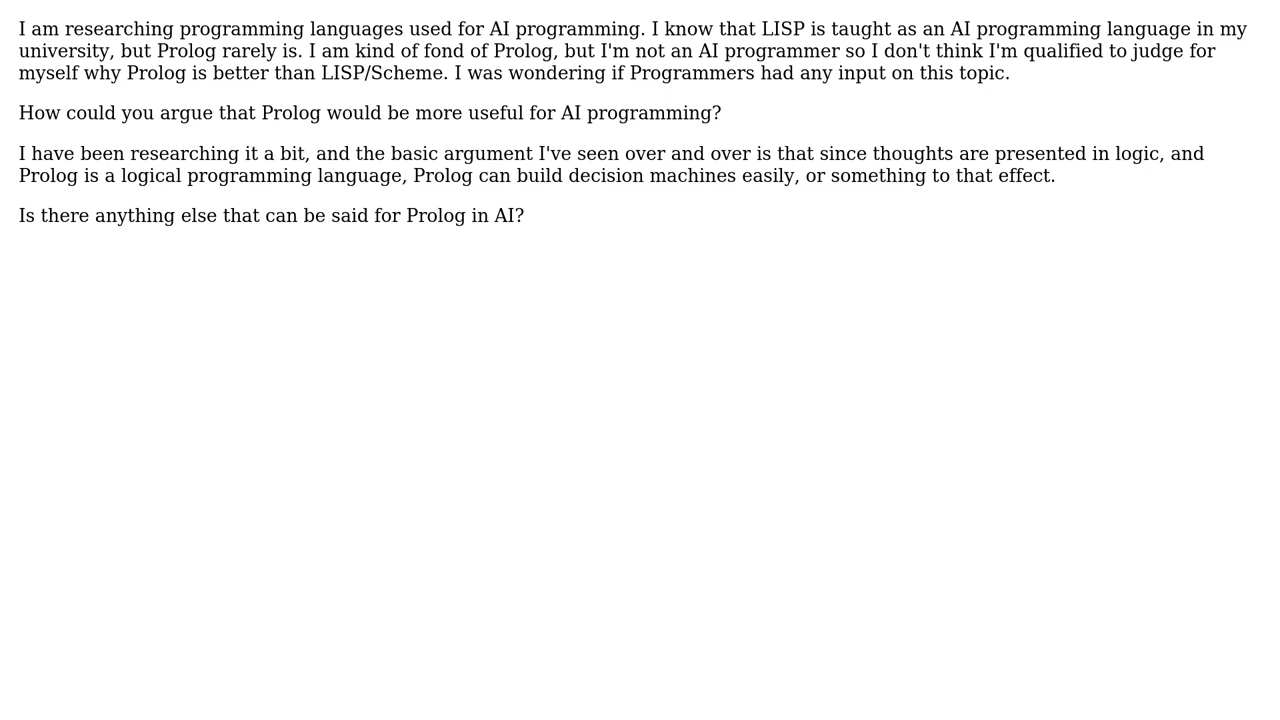 I am researching programming languages used for AI programming. I know that LISP is taught as an AI programming language in my
university, but Prolog rarely is. I am kind of fond of Prolog, but I'm not an AI programmer so I don't think I'm qualified to judge for
myself why Prolog is better than LISP/Scheme. I was wondering if Programmers had any input on this topic.
How could you argue that Prolog would be more useful for AI programming?
I have been researching it a bit, and the basic argument I've seen over and over is that since thoughts are presented in logic, and
Prolog is a logical programming language, Prolog can build decision machines easily, or something to that effect.
Is there anything else that can be said for Prolog in AI?